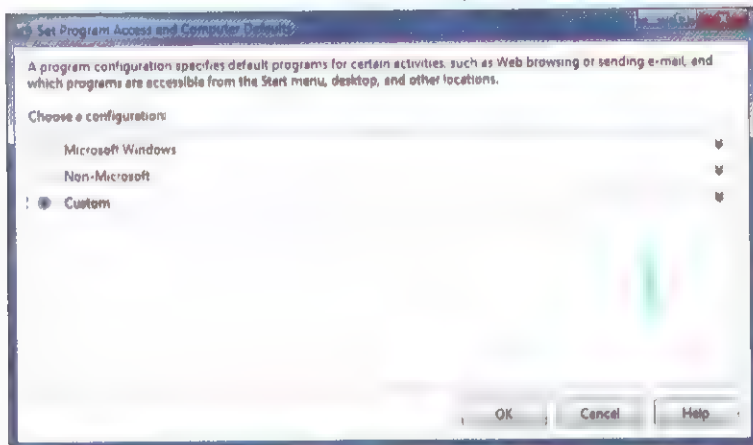 Set Program Access and Computer Defaults
A program configuration specifies default programs for certain activities, such as Web browsing or sending e-mail, and
which programs are accessible from the Start menu, desktop, and other locations.
Choose a configuration:
Microsoft Windows
Non-Microsoft
Custom
OK Cancel Help